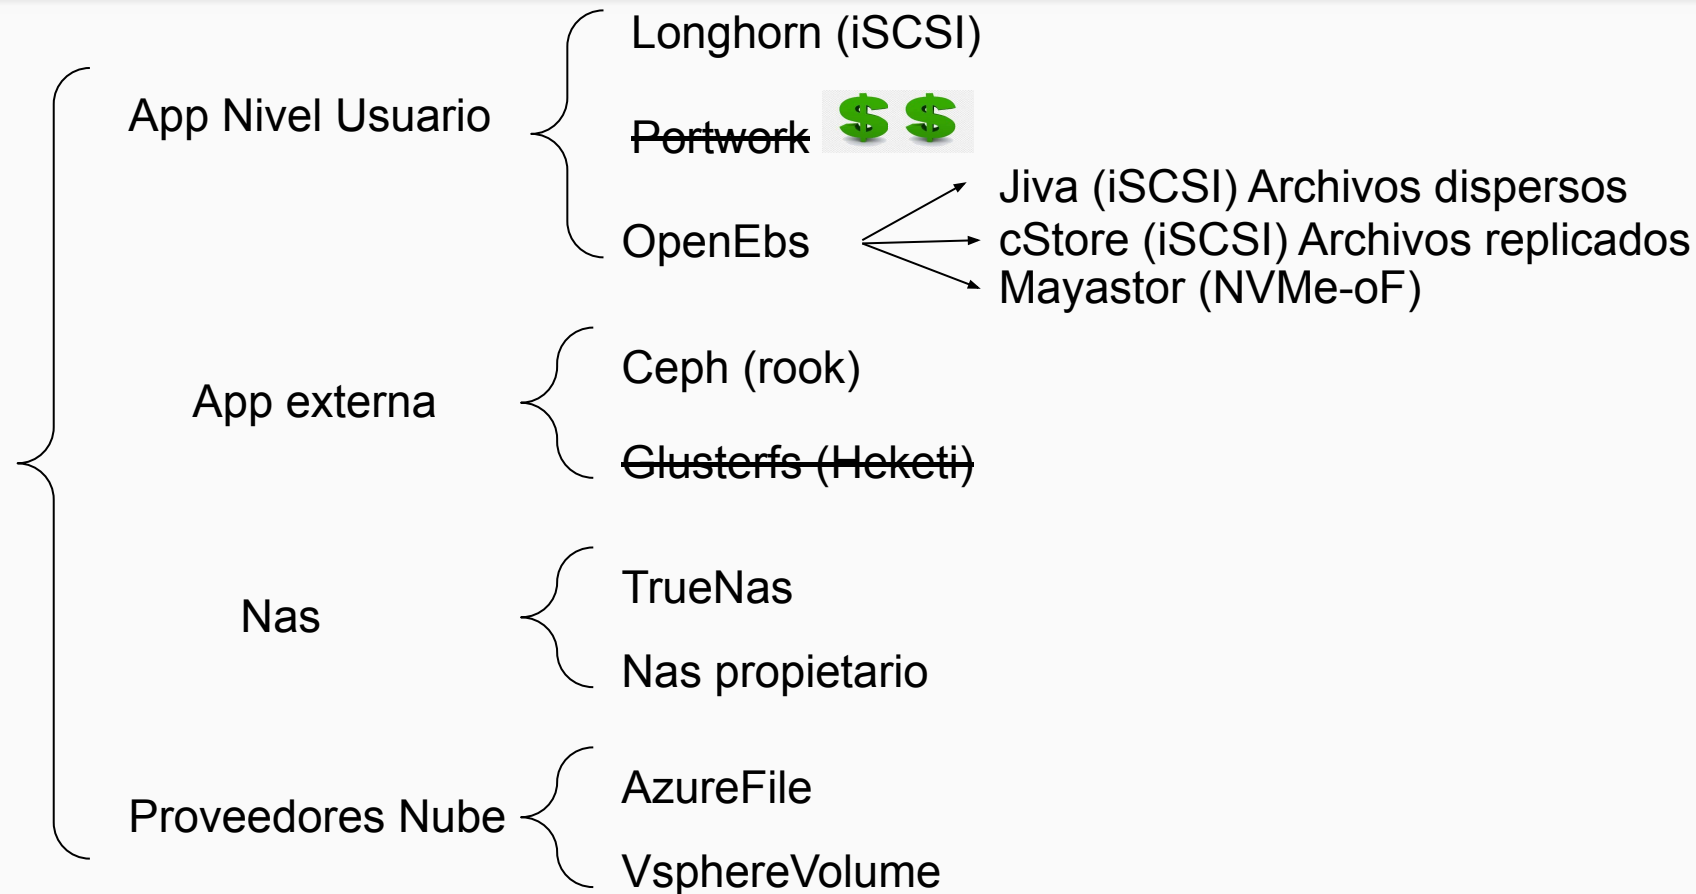 Longhorn (iSCSI)
App Nivel Usuario
Portwork $ $
Jiva (iSCSI) Archivos dispersos
OpenEbs
cStore (iSCSI) Archivos replicados
Mayastor (NVMe-oF)
App externa
Ceph (rook)
Glusterfs (Heketi)
Nas
TrueNas
Nas propietario
Proveedores Nube
AzureFile
VsphereVolume